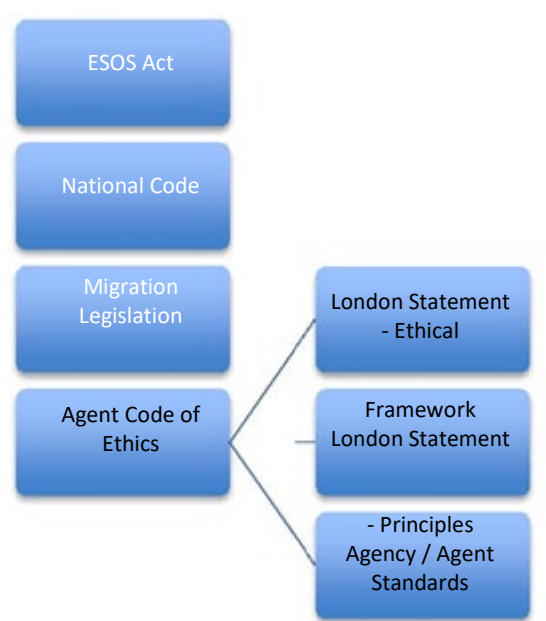 ESOS Act
National Code
Migration
Legislation
Agent Code of
Ethics
London Statement
- Ethical
Framework
London Statement
- Principles
Agency / Agent
Standards